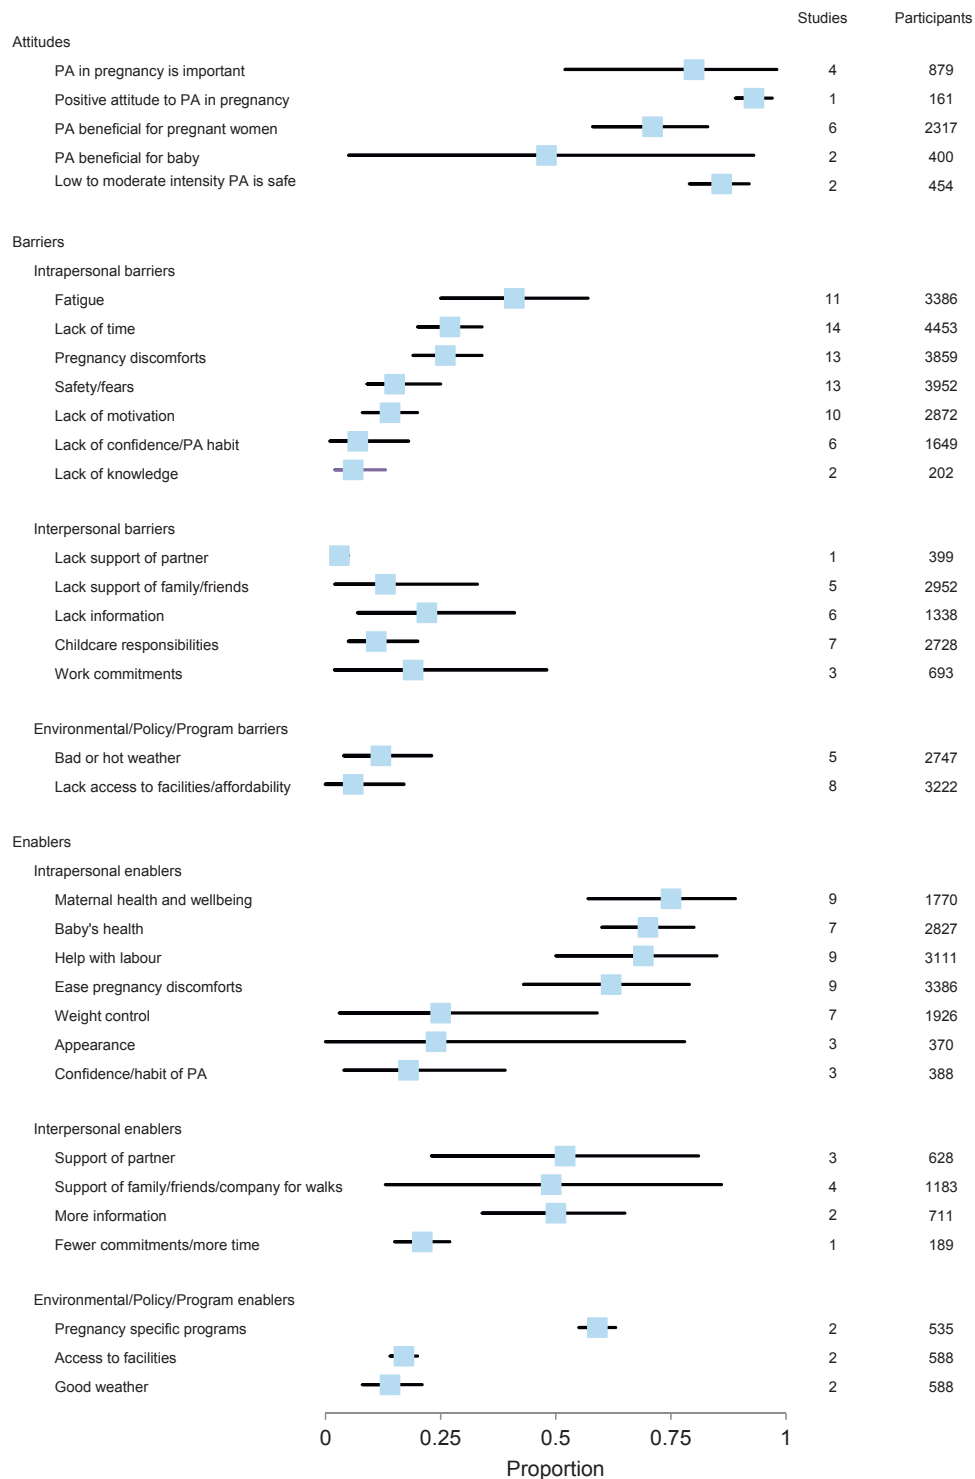 Studies Participants
Attitudes
PA in pregnancy is important 4 879
Positive attitude to PA in pregnancy 1 161
PA beneficial for pregnant women 6 2317
PA beneficial for baby 2 400
Low to moderate intensity PA is safe 2 454
Barriers
Intrapersonal barriers
Fatigue 11 3386
Lack of time 14 4453
Pregnancy discomforts 13 3859
Safety/fears 13 3952
Lack of motivation 10 2872
Lack of confidence/PA habit 6 1649
Lack of knowledge 2 202
Interpersonal barriers
Lack support of partner 1 399
Lack support of family/friends 5 2952
Lack information 6 1338
Childcare responsibilities 7 2728
Work commitments 3 693
Environmental/Policy/Program barriers
Bad or hot weather 5 2747
Lack access to facilities/affordability 8 3222
Enablers
Intrapersonal enablers
Maternal health and wellbeing 9 1770
Baby's health 7 2827
Help with labour 9 3111
Ease pregnancy discomforts 9 3386
Weight control 7 1926
Appearance 3 370
Confidence/habit of PA 3 388
Interpersonal enablers
Support of partner 3 628
Support of family/friends/company for walks 4 1183
More information 2 711
Fewer commitments/more time 1 189
Environmental/Policy/Program enablers
Pregnancy specific programs 2 535
Access to facilities 2 588
Good weather 2 588
0 0.25 0.5 0.75 1
Proportion